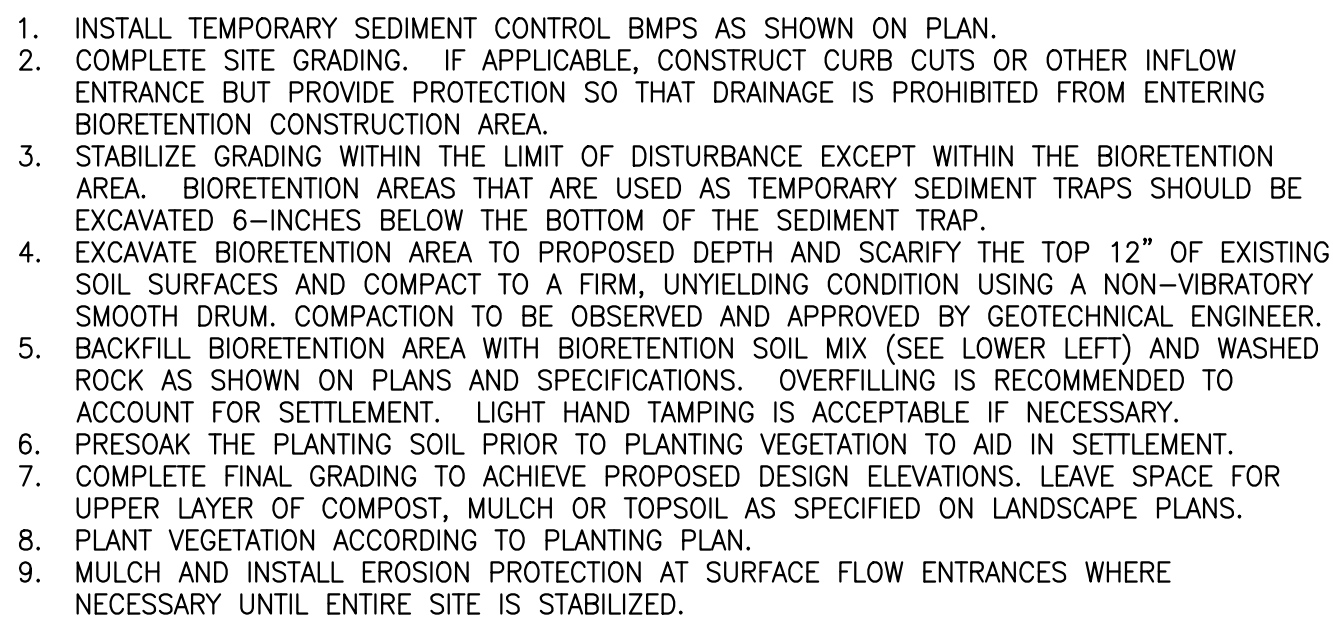 1. INSTALL TEMPORARY SEDIMENT CONTROL BMPS AS SHOWN ON PLAN.
2. COMPLETE SITE GRADING. IF APPLICABLE, CONSTRUCT CURB CUTS OR OTHER INFLOW
ENTRANCE BUT PROVIDE PROTECTION SO THAT DRAINAGE IS PROHIBITED FROM ENTERING
BIORETENTION CONSTRUCTION AREA.
3. STABILIZE GRADING WITHIN THE LIMIT OF DISTURBANCE EXCEPT WITHIN THE BIORETENTION
AREA. BIORETENTION AREAS THAT ARE USED AS TEMPORARY SEDIMENT TRAPS SHOULD BE
EXCAVATED 6–INCHES BELOW THE BOTTOM OF THE SEDIMENT TRAP.
4. EXCAVATE BIORETENTION AREA TO PROPOSED DEPTH AND SCARIFY THE TOP 12" OF EXISTING
SOIL SURFACES AND COMPACT TO A FIRM, UNYIELDING CONDITION USING A NON–VIBRATORY
SMOOTH DRUM. COMPACTION TO BE OBSERVED AND APPROVED BY GEOTECHNICAL ENGINEER.
5. BACKFILL BIORETENTION AREA WITH BIORETENTION SOIL MIX (SEE LOWER LEFT) AND WASHED
ROCK AS SHOWN ON PLANS AND SPECIFICATIONS. OVERFILLING IS RECOMMENDED TO
ACCOUNT FOR SETTLEMENT. LIGHT HAND TAMPING IS ACCEPTABLE IF NECESSARY.
6. PRESOAK THE PLANTING SOIL PRIOR TO PLANTING VEGETATION TO AID IN SETTLEMENT.
7. COMPLETE FINAL GRADING TO ACHIEVE PROPOSED DESIGN ELEVATIONS. LEAVE SPACE FOR
UPPER LAYER OF COMPOST, MULCH OR TOPSOIL AS SPECIFIED ON LANDSCAPE PLANS.
8. PLANT VEGETATION ACCORDING TO PLANTING PLAN.
9. MULCH AND INSTALL EROSION PROTECTION AT SURFACE FLOW ENTRANCES WHERE
NECESSARY UNTIL ENTIRE SITE IS STABILIZED.